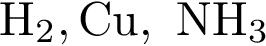 H₂, Cu, NH₃